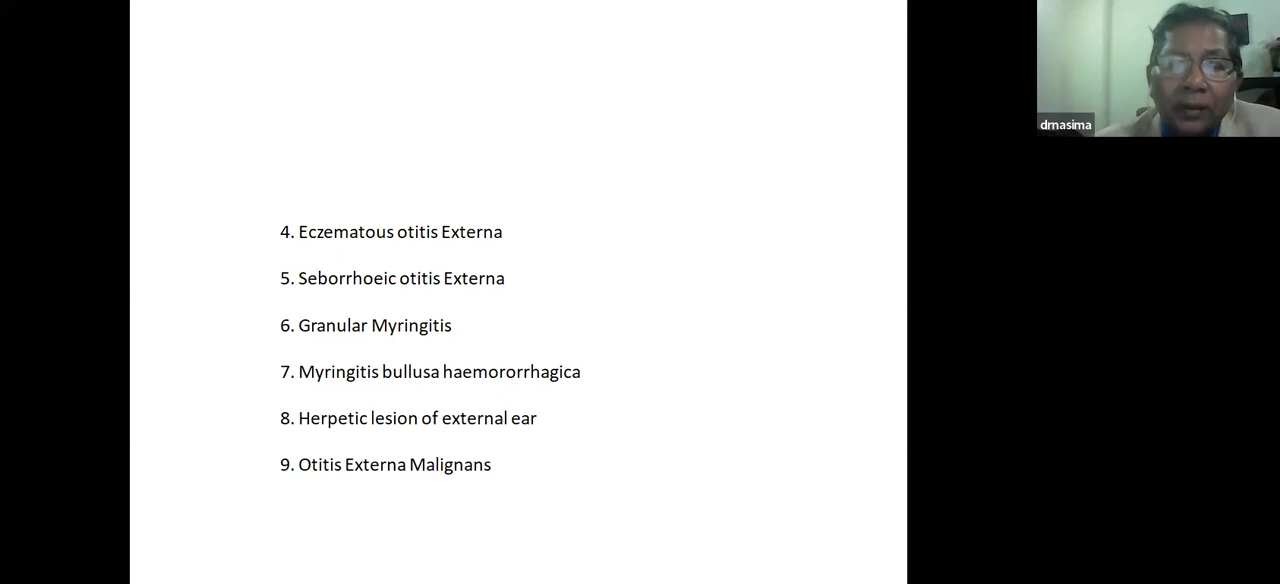 4. Eczematous otitis Externa
5. Seborrhoeic otitis Externa
6. Granular Myringitis
7. Myringitis bullusa haemororrhagica
8. Herpetic lesion of external ear
9. Otitis Externa Malignans
drnasima